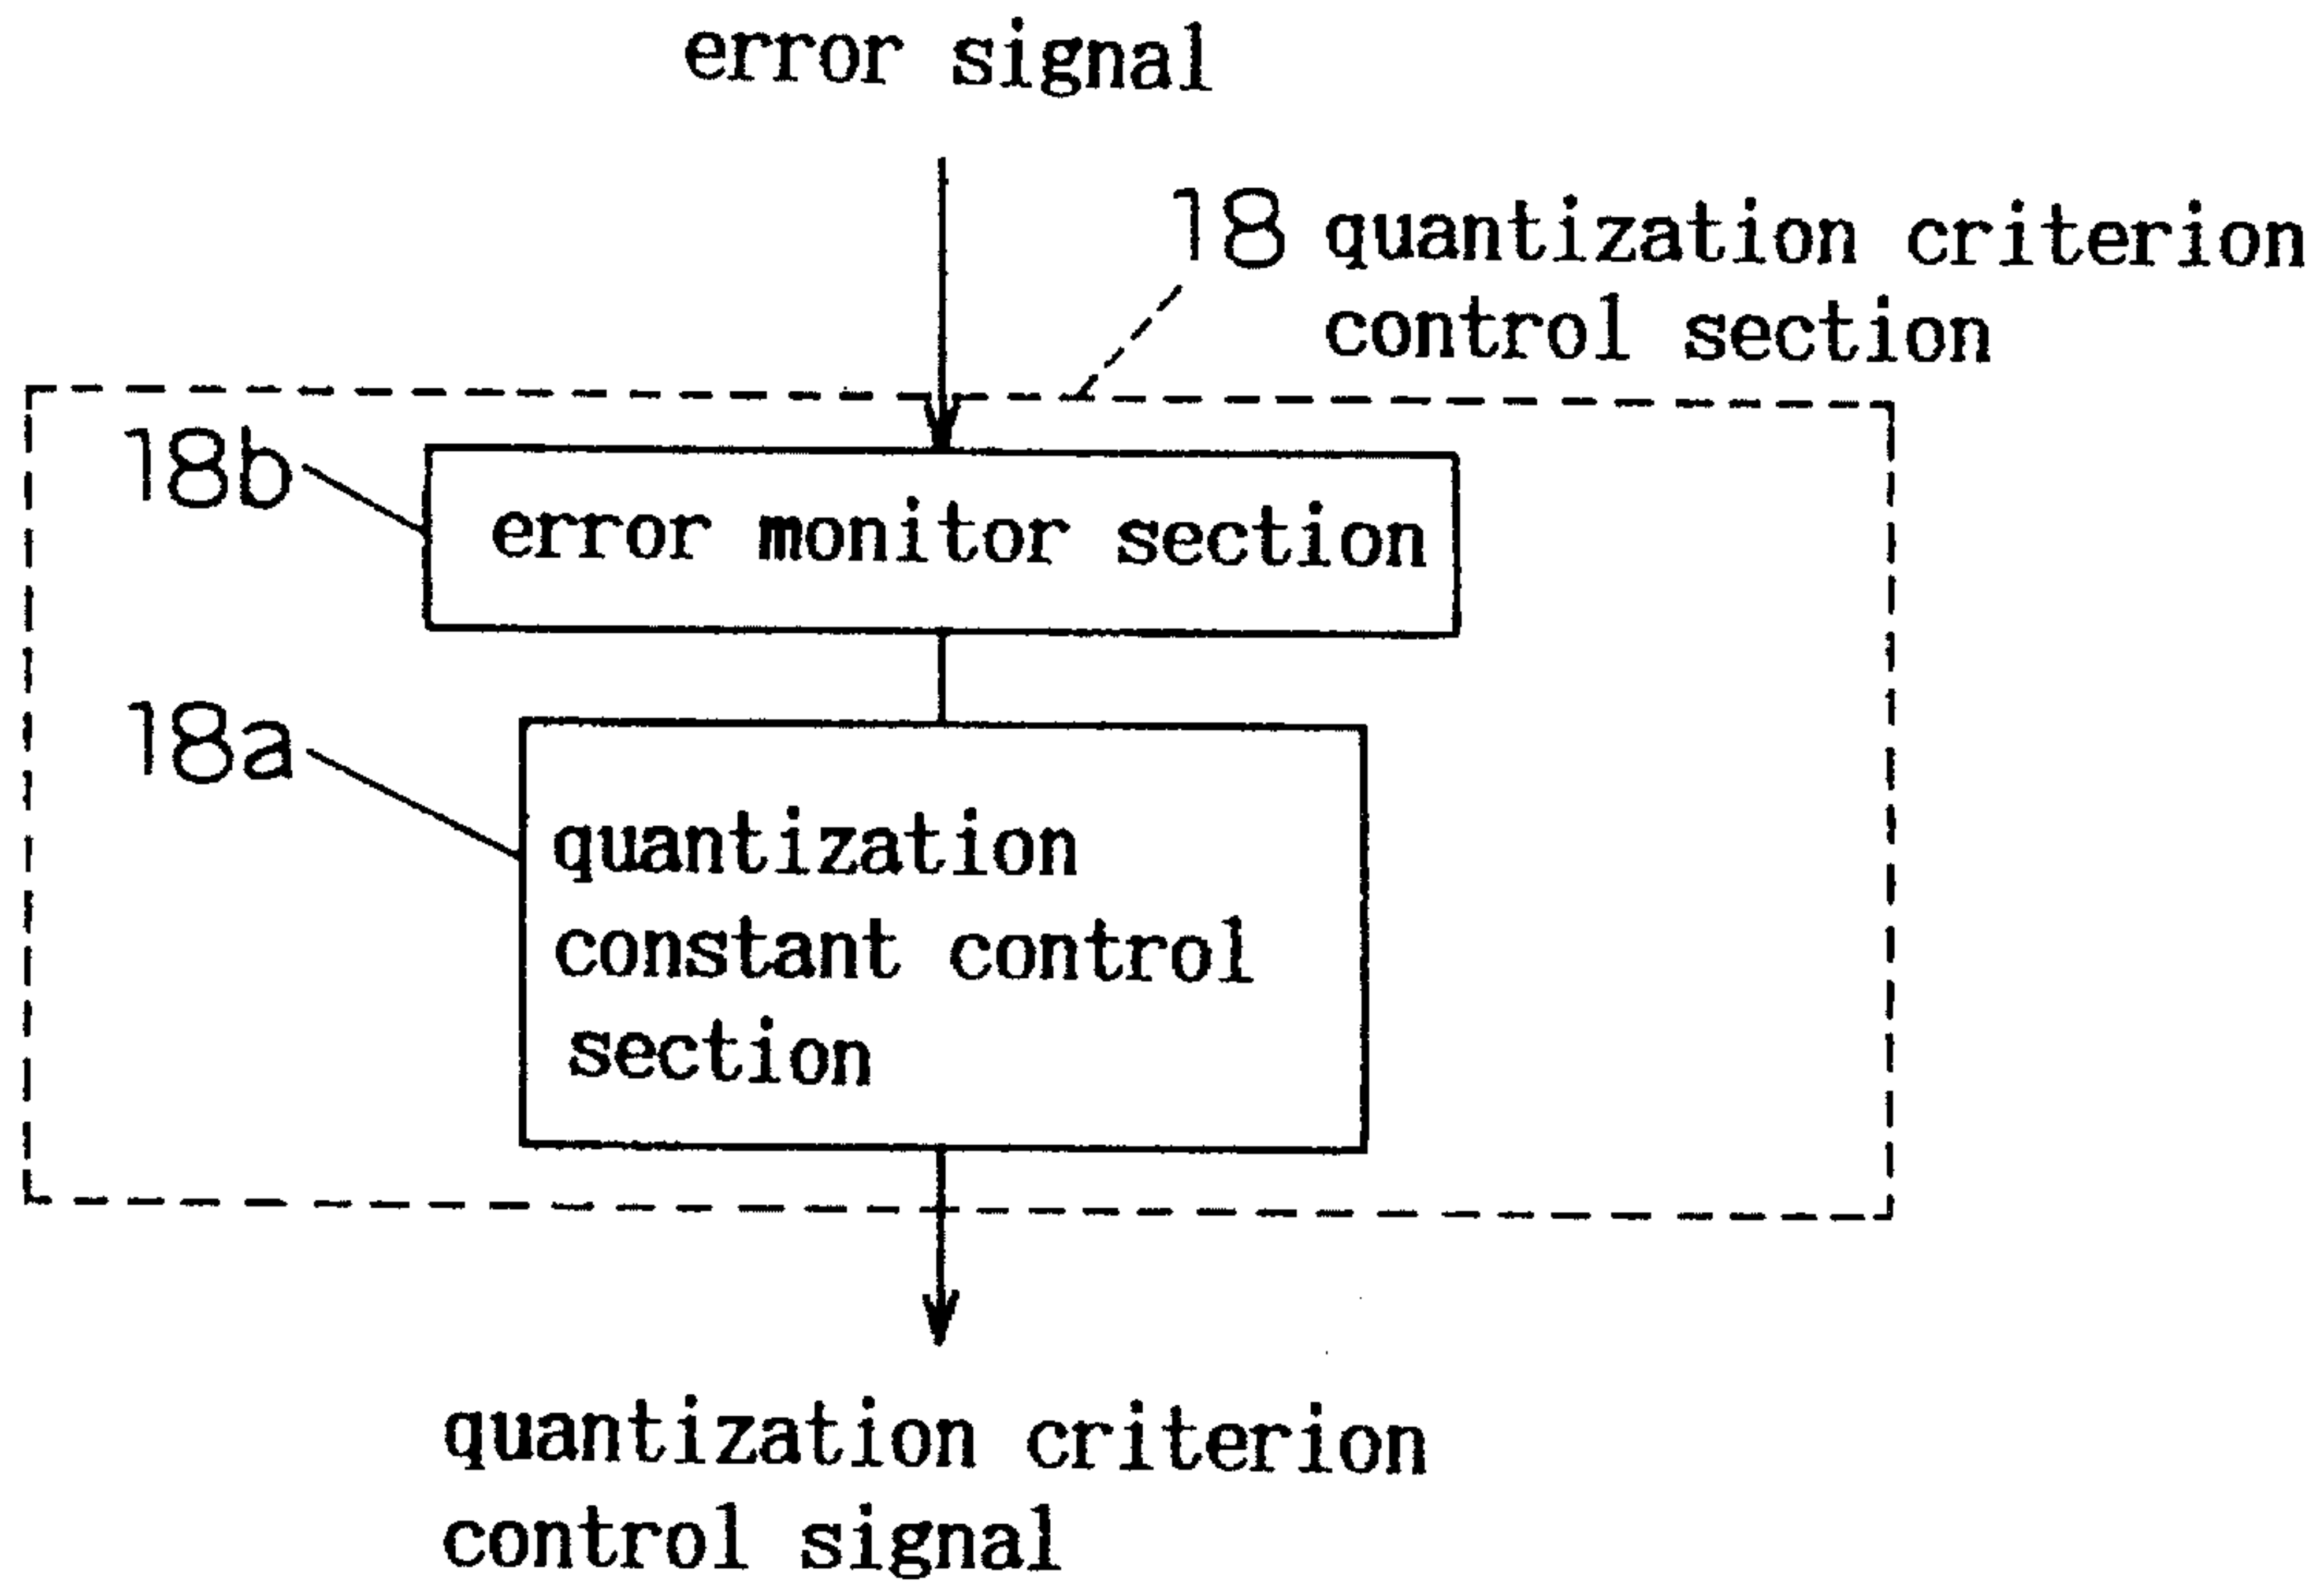 error signal
18 quantization criterion
control section
18b
error monitor section
18a
quantization
constant control
section
quantization criterion
control signal